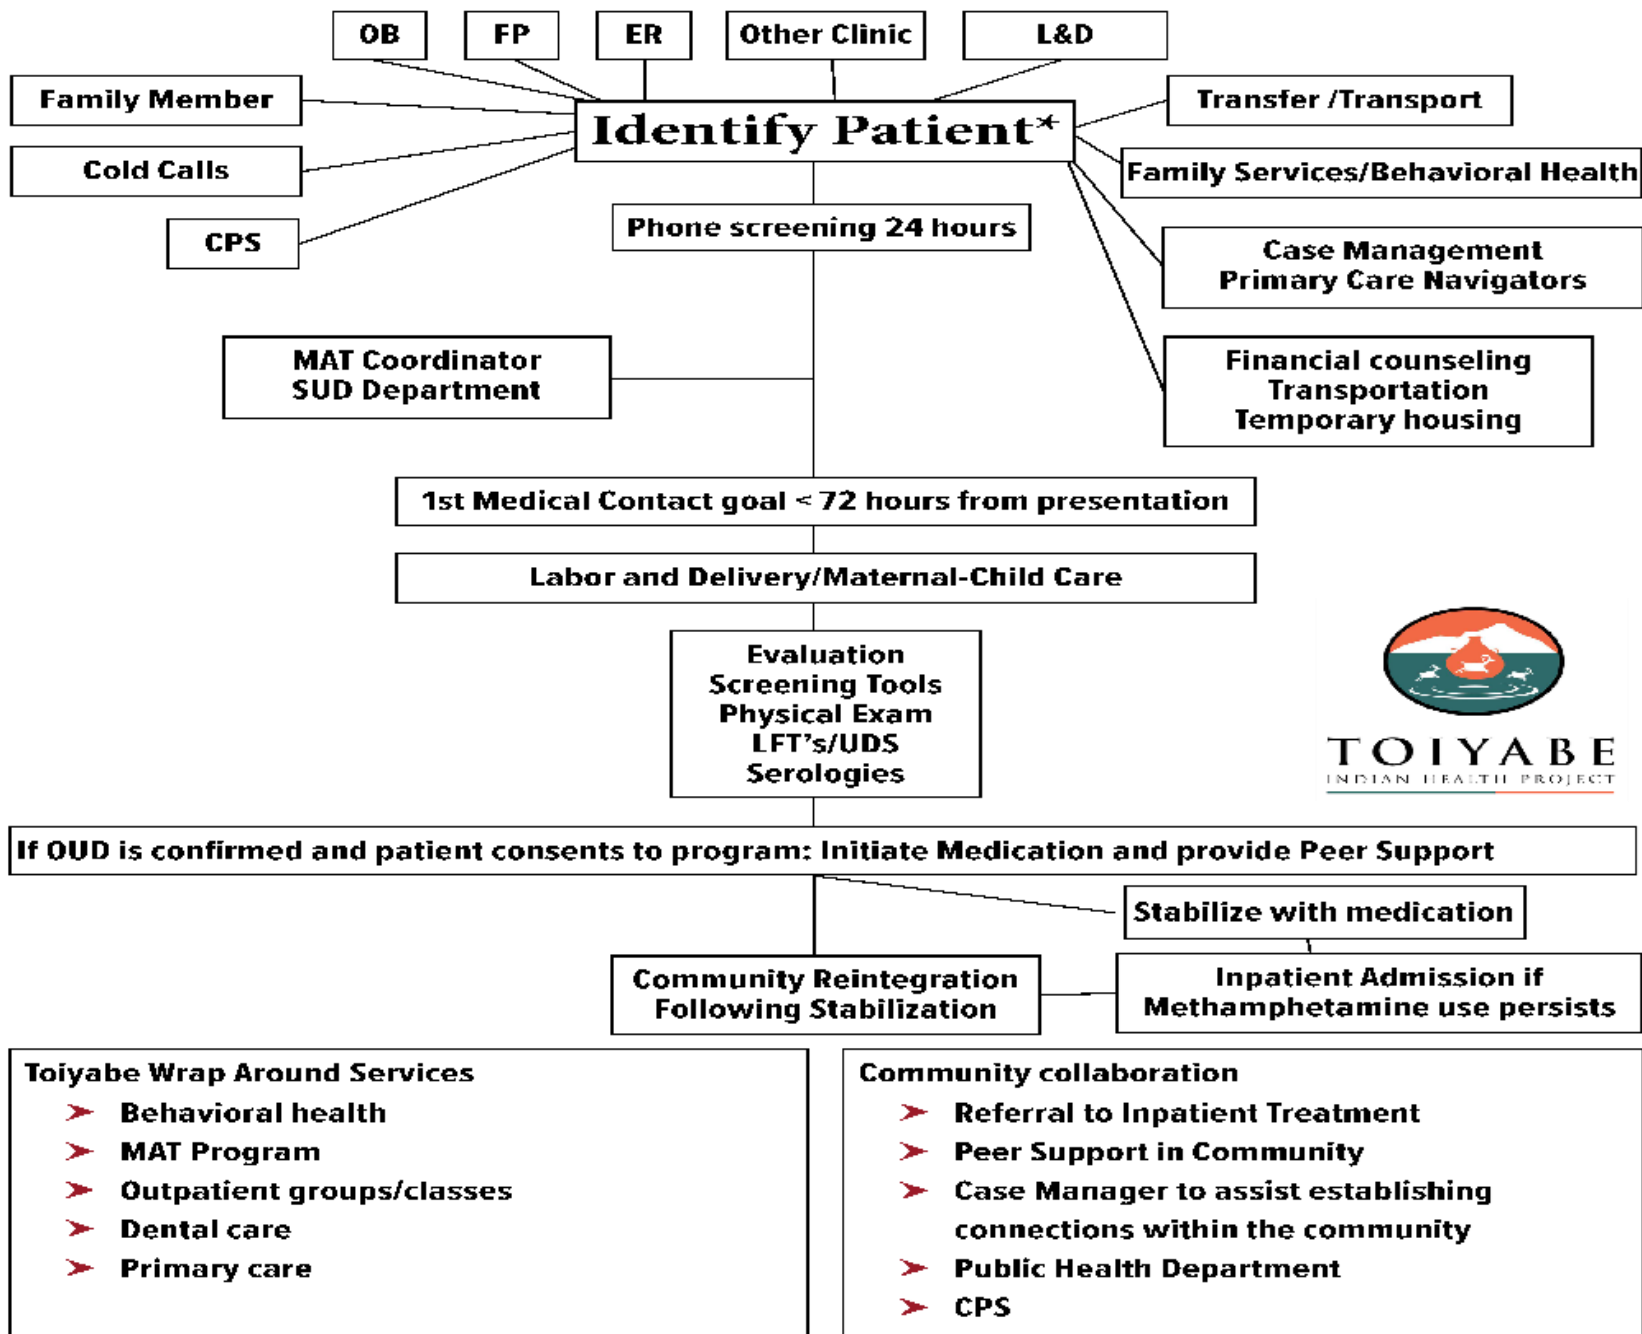 OB
FP
ER
Other Clinic
L&D
Family Member
Identify Patient*
Transfer /Transport
Cold Calls
Family Services/Behavioral Health
CPS
Phone screening 24 hours
Case Management
Primary Care Navigators
MAT Coordinator
SUD Department
Financial counseling
Transportation
Temporary housing
1st Medical Contact goal < 72 hours from presentation
Labor and Delivery/Maternal-Child Care
Evaluation
Screening Tools
Physical Exam
LFT's/UDS
Serologies
TOIYABE
INDIAN HEALTH PROJECT
If OUD is confirmed and patient consents to program: Initiate Medication and provide Peer Support
Stabilize with medication
Community Reintegration
Following Stabilization
Inpatient Admission if
Methamphetamine use persists
Toiyabe Wrap Around Services
➤ Behavioral health
➤ MAT Program
➤ Outpatient groups/classes
➤ Dental care
➤ Primary care
Community collaboration
➤ Referral to Inpatient Treatment
➤ Peer Support in Community
➤ Case Manager to assist establishing
connections within the community
➤ Public Health Department
➤ CPS